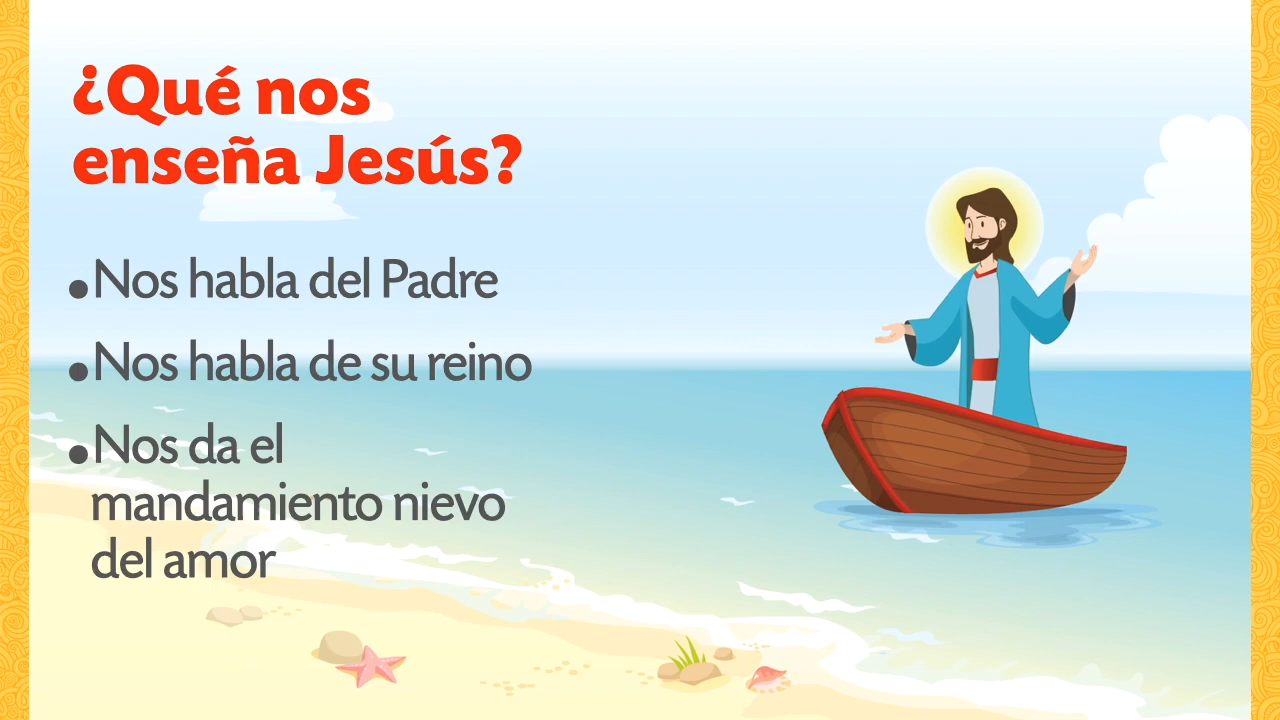 ¿Qué nos
enseña Jesús?
•Nos habla del Padre
•Nos habla de su reino
•Nos da el
mandamiento nievo
del amor